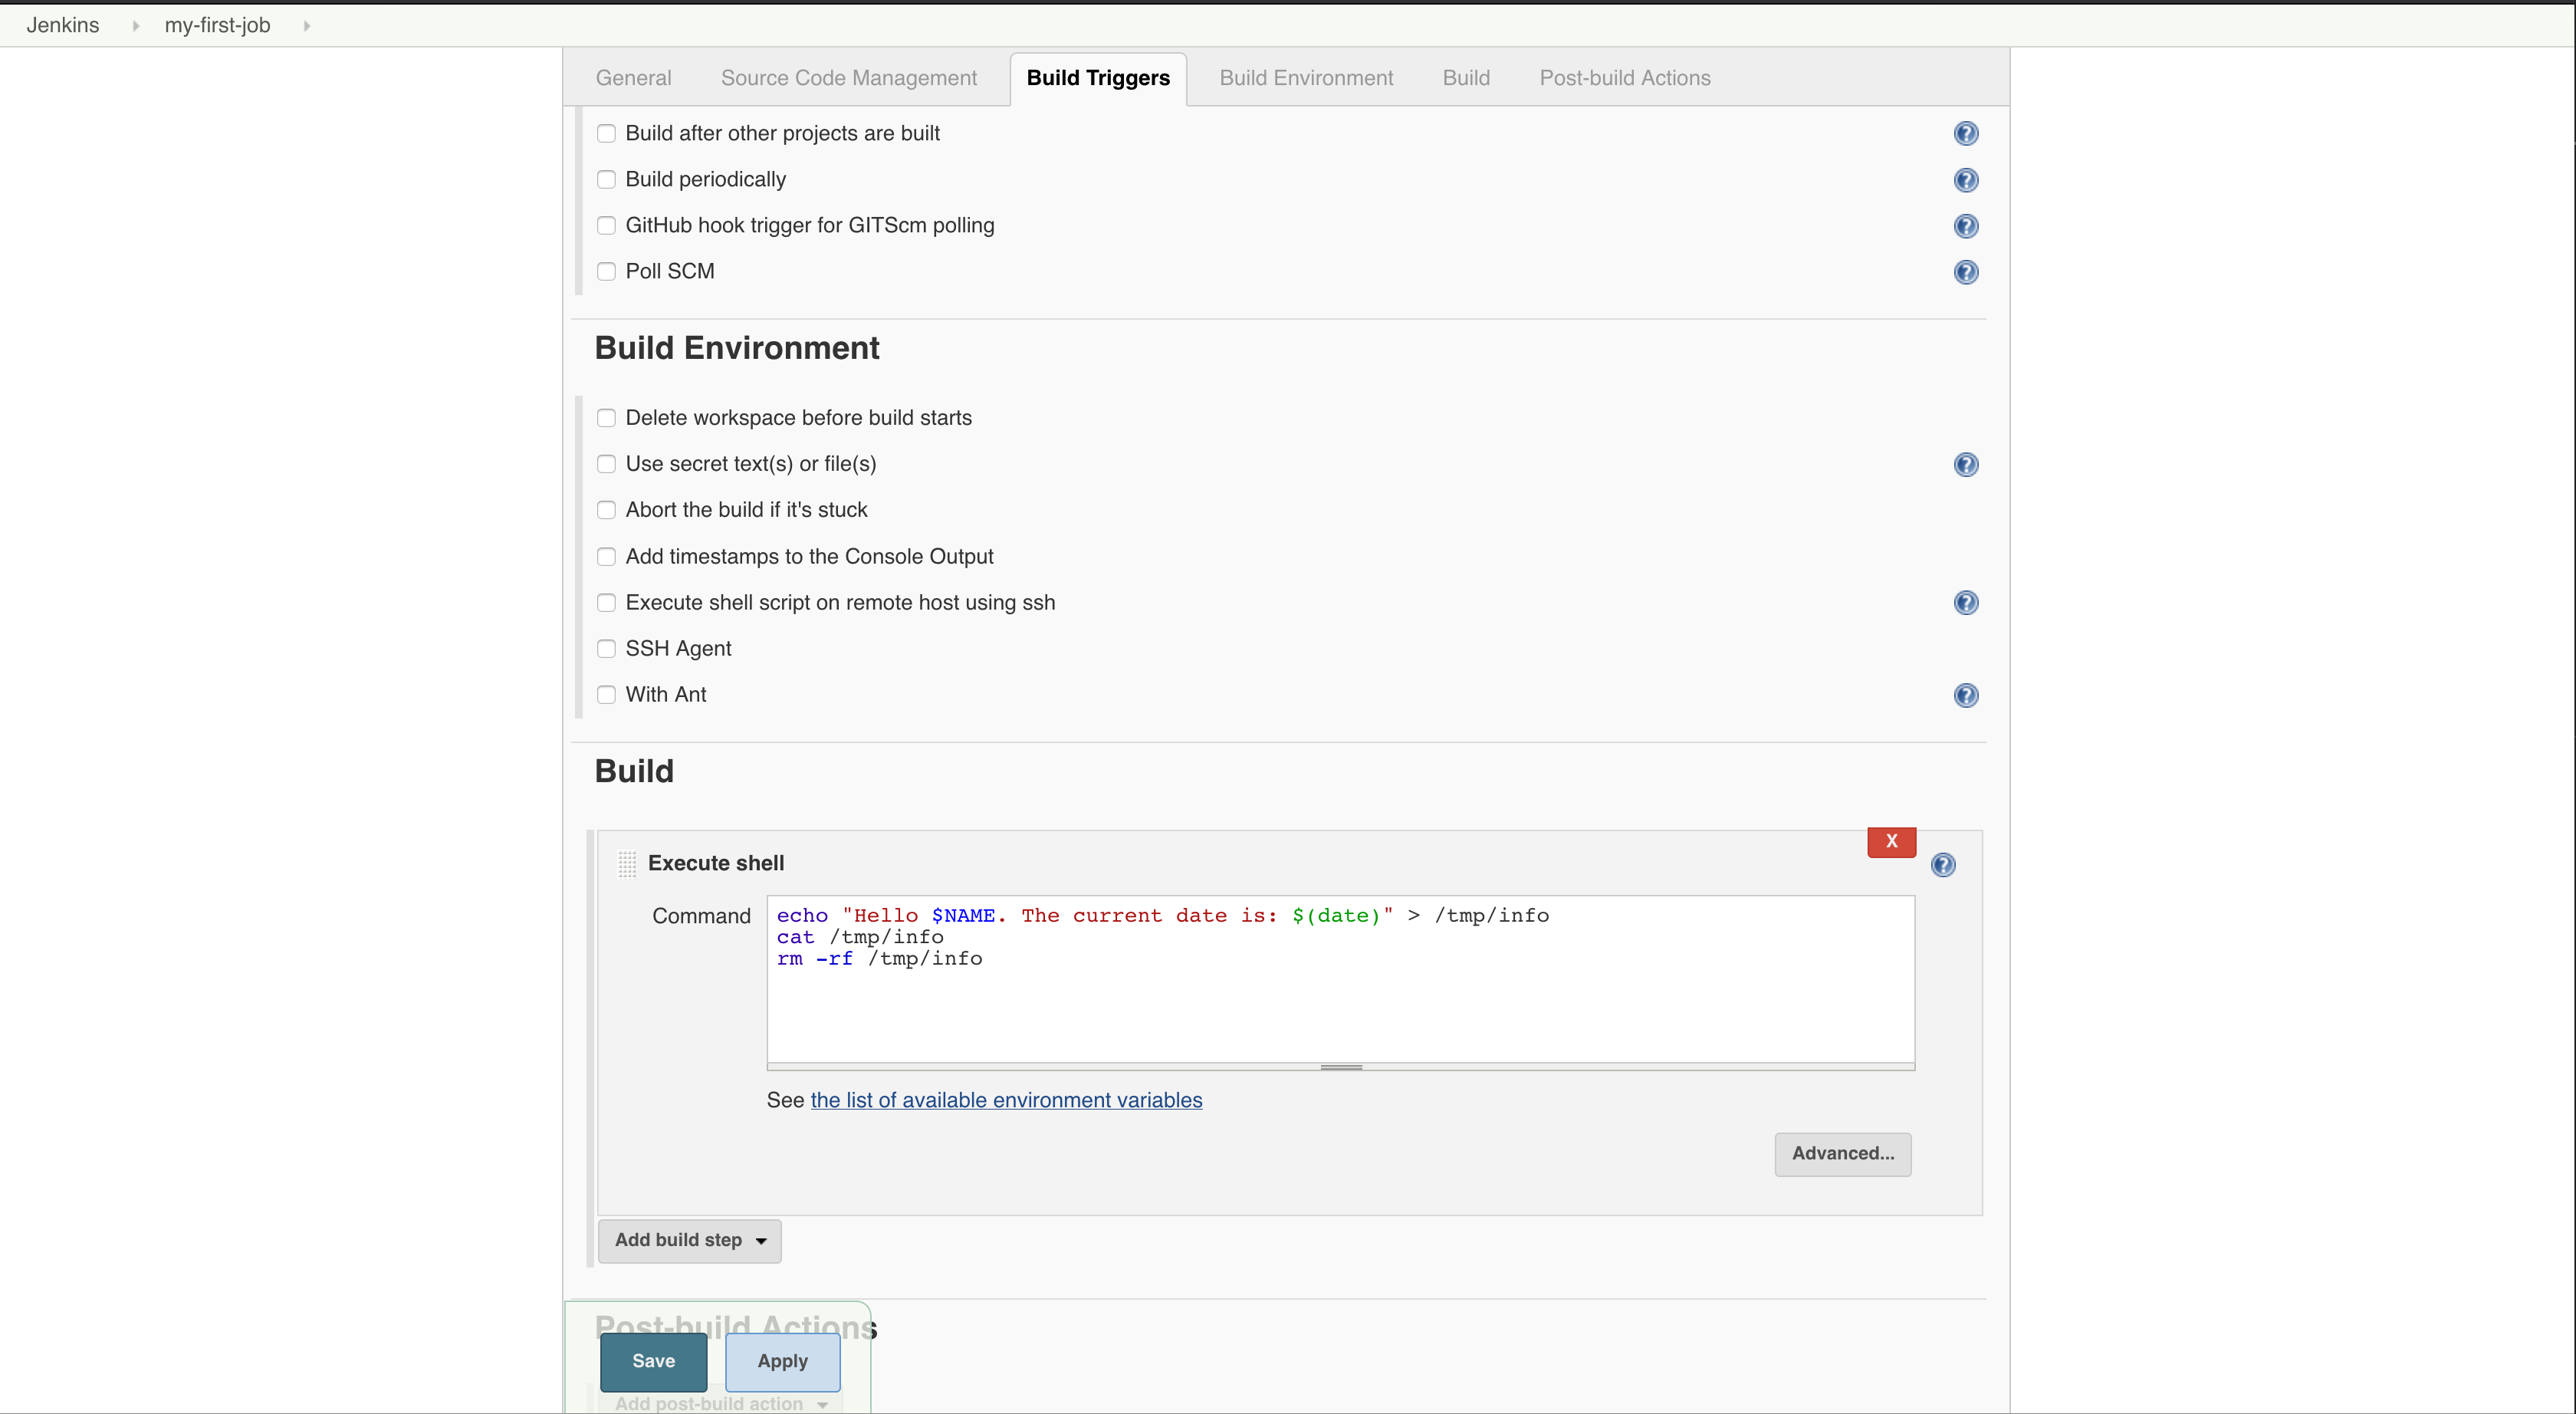 Jenkins my-first-job
General Source Code Management Build Triggers Build Environment Build Post-build Actions
Build after other projects are built
Build periodically
GitHub hook trigger for GITScm polling
Poll SCM
Build Environment
Delete workspace before build starts
Use secret text(s) or file(s)
Abort the build if it's stuck
Add timestamps to the Console Output
Execute shell script on remote host using ssh
SSH Agent
With Ant
Build
X
Execute shell
Command
echo "Hello $NAME. The current date is: $(date)" > /tmp/info
cat /tmp/info
rm -rf /tmp/info
See the list of available environment variables
Advanced...
Add build step
Post-build Actions
Save Apply
Add post-build action